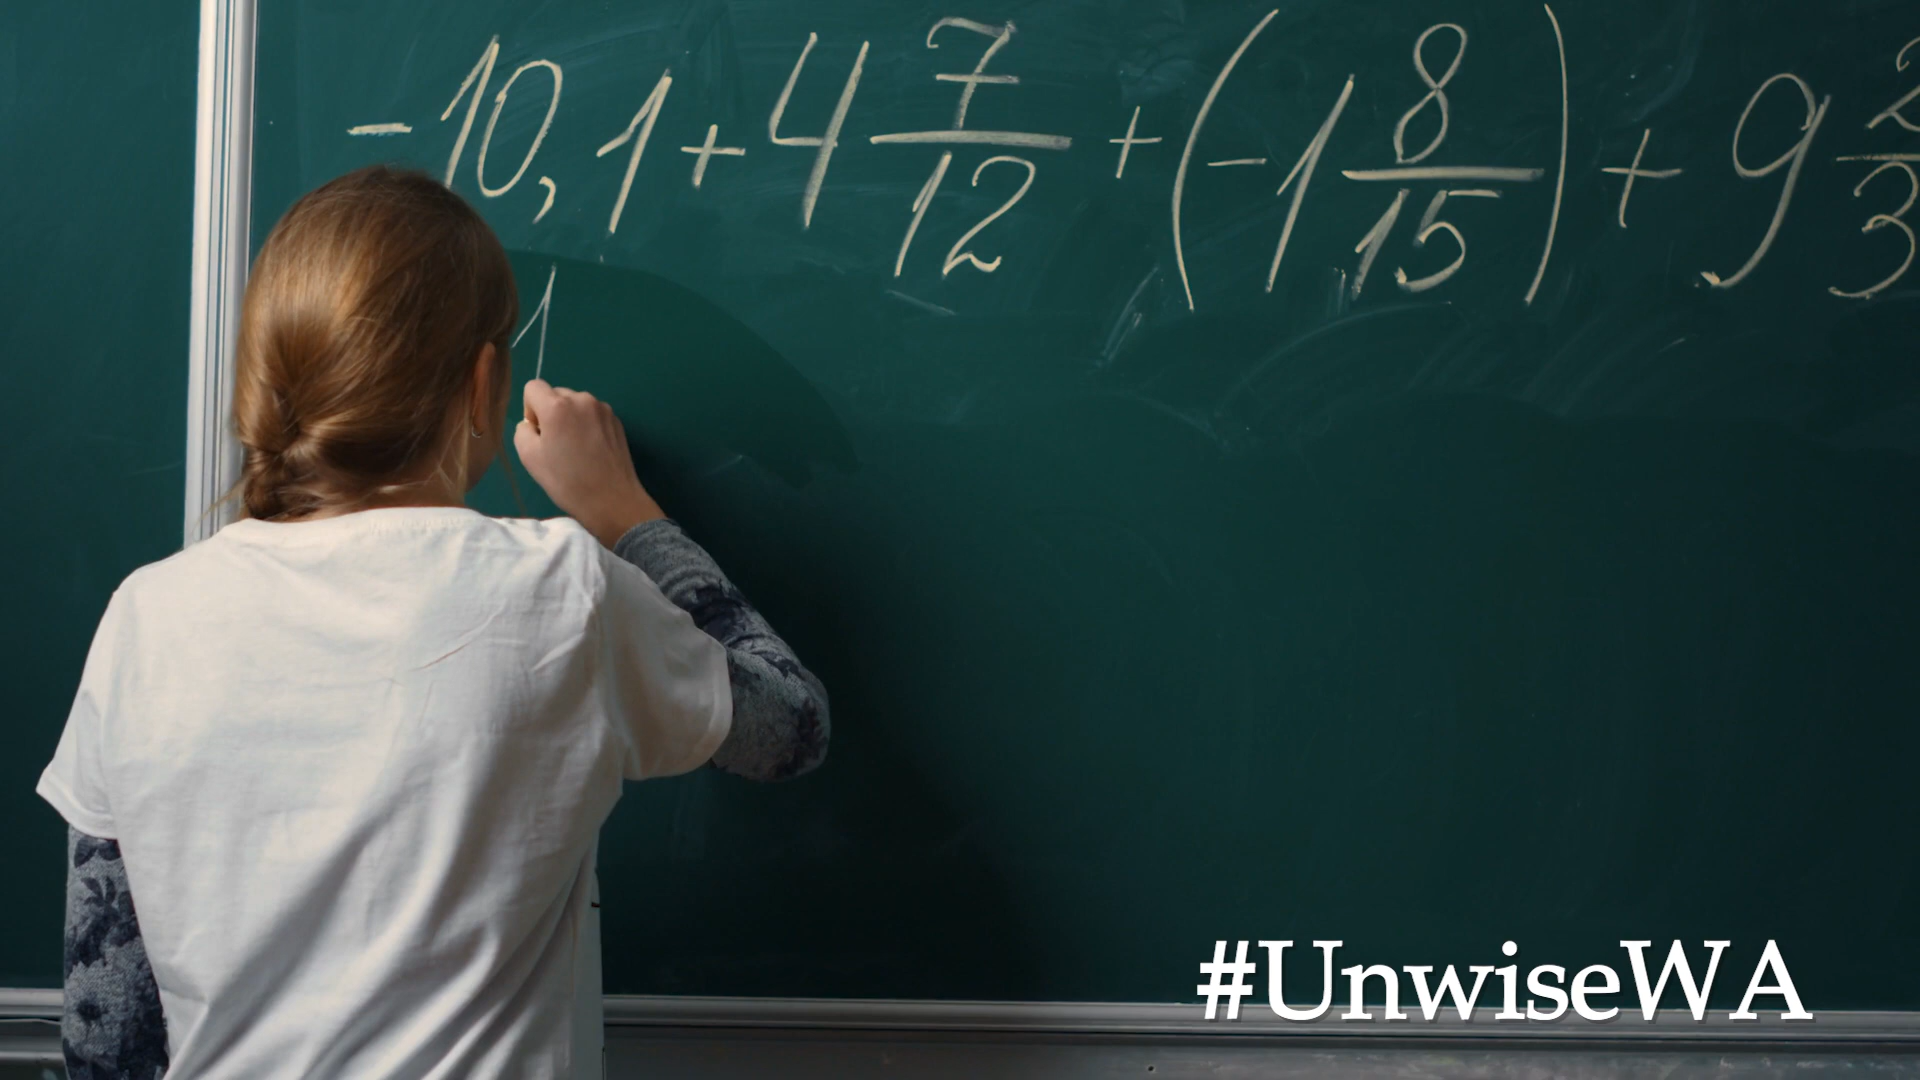 -10,1 + 4 7/12 + (-1 8/15) + 9 2/3
1
#UnwiseWA